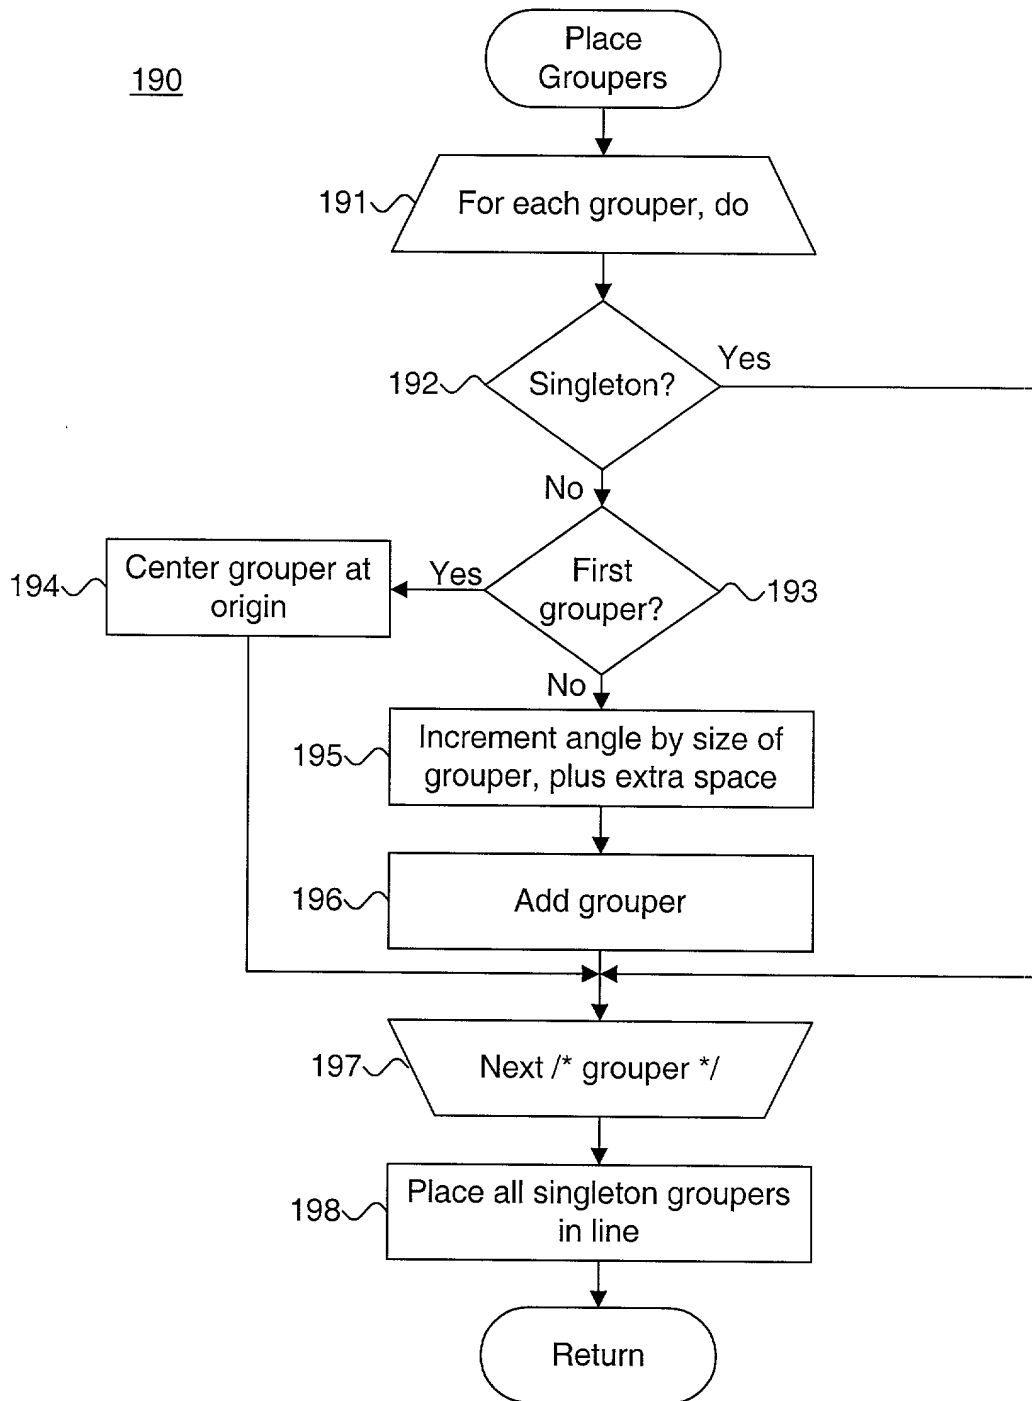 Place
Groupers
190
191
For each grouper, do
192
Singleton?
Yes
No
194
Center grouper at
origin
Yes
First
grouper?
193
No
195
Increment angle by size of
grouper, plus extra space
196
Add grouper
197
Next /* grouper */
198
Place all singleton groupers
in line
Return